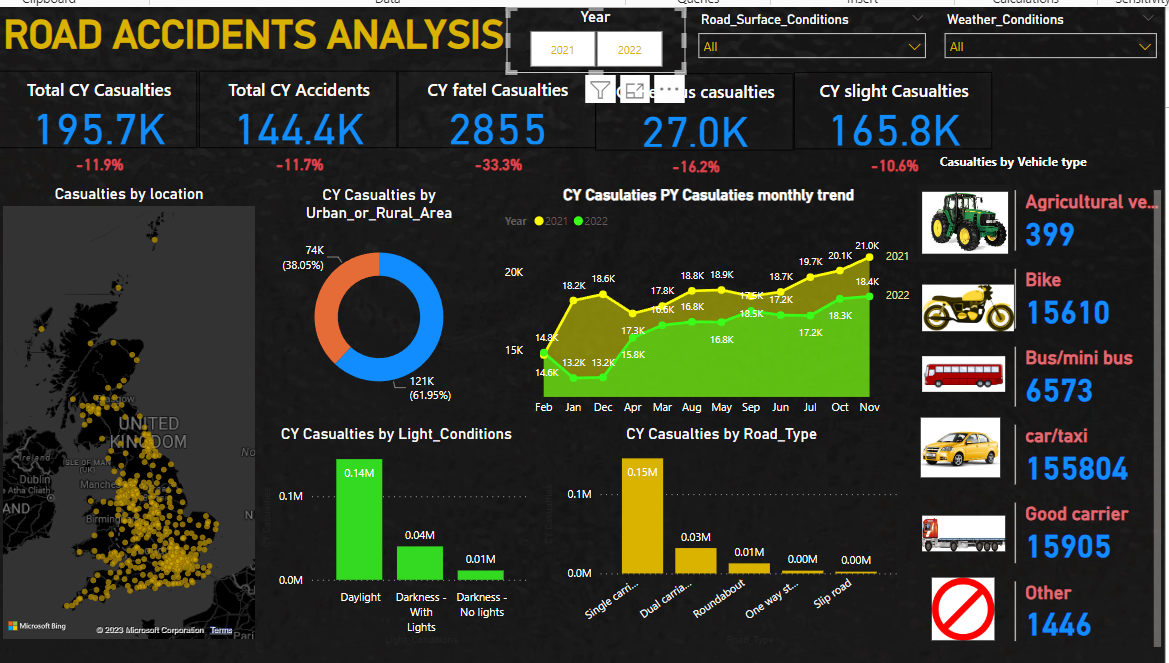 Clipboard
Data
Queries
Insert
Calculations
Sensitivity
ROAD ACCIDENTS ANALYSIS
Year
2021
2022
Road_Surface_Conditions
All
Weather_Conditions
All
Total CY Casualties
195.7K
-11.9%
Total CY Accidents
144.4K
-11.7%
CY fatel Casualties
2855
-33.3%
us casualties
27.0K
-16.2%
CY slight Casualties
165.8K
-10.6%
Casualties by location
UNITED
KINGDOM
Glasgow
Ireland
Dublin
Baile Atha Cliath
ISLE OF MAN
(UK)
Microsoft Bing
© 2023 Microsoft Corporation Terms
Pari
CY Casualties by
Urban_or_Rural_Area
74K
(38.05%)
121K
(61.95%)
CY Casulaties PY Casulaties monthly trend
Year 2021 2022
20K
15K
14.8K
18.2K
18.6K
17.3K
17.8K
18.8K
18.9K
18.5K
18.7K
19.7K
20.1K
21.0K
2021
14.6K
13.2K
13.2K
15.8K
16.6K
16.8K
16.8K
17.5K
17.2K
17.2K
18.3K
18.4K
2022
Feb Jan Dec Apr Mar Aug May Sep Jun Jul Oct Nov
CY Casualties by Light_Conditions
0.1M
0.0M
0.14M
0.04M
0.01M
Daylight
Darkness -
With
Lights
Darkness -
No lights
CY Casualties by Road_Type
0.1M
0.0M
0.15M
0.03M
0.01M
0.00M
0.00M
Single carri...
Dual carria...
Roundabout
One way st...
Slip road
Casualties by Vehicle type
Agricultural ve...
399
Bike
15610
Bus/mini bus
6573
car/taxi
155804
Good carrier
15905
Other
1446